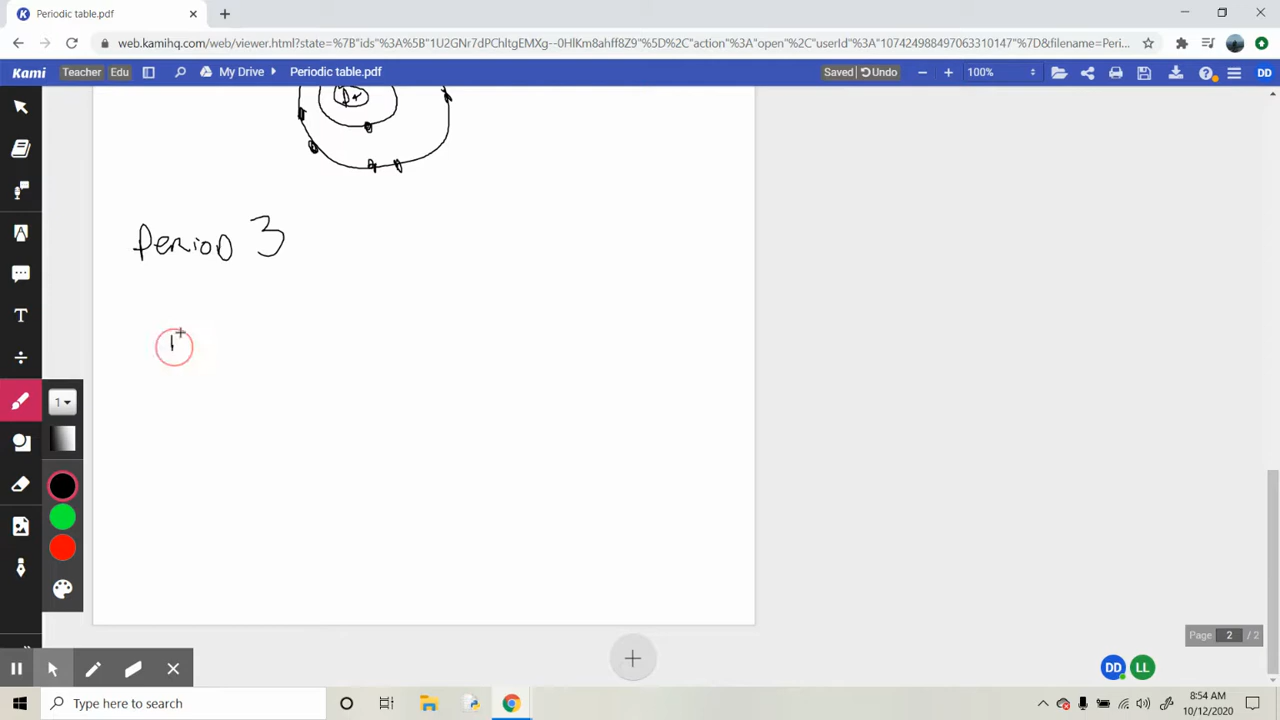 Periodic table.pdf
web.kamihq.com/web/viewer.html?state=%7B"ids"%3A%5B"1U2GNr7dPChltgEMXg--0HlKm8ahff8Z9"%5D%2C"action"%3A"open"%2C"userId"%3A"107424988497063310147"%7D&filename=Peri...
Kami Teacher Edu My Drive Periodic table.pdf Saved Undo 100% DD
Period 3
1
Page 2 / 2
DD LL
Type here to search
8:54 AM
10/12/2020